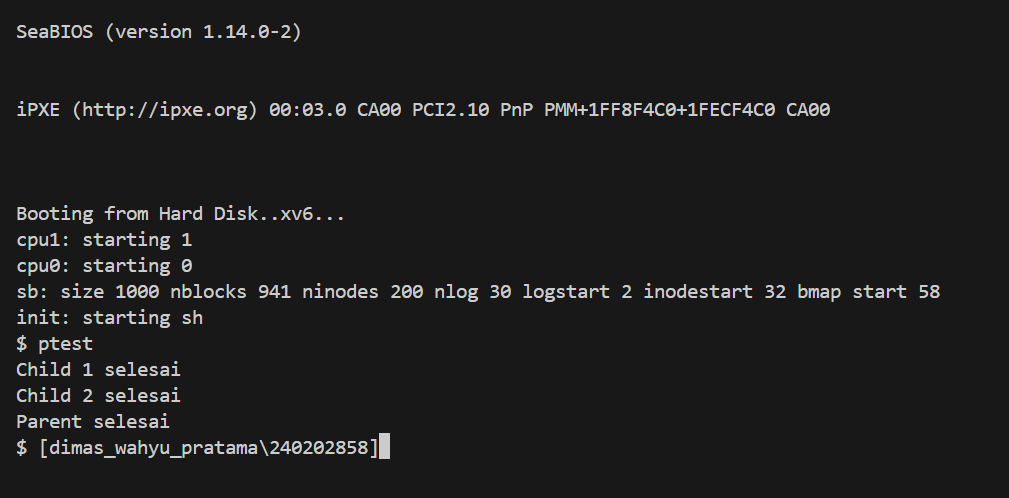 SeaBIOS (version 1.14.0-2)
iPXE (http://ipxe.org) 00:03.0 CA00 PCI2.10 PnP PMM+1FF8F4C0+1FECF4C0 CA00
Booting from Hard Disk..xv6...
cpu1: starting 1
cpu0: starting 0
sb: size 1000 nblocks 941 ninodes 200 nlog 30 logstart 2 inodestart 32 bmap start 58
init: starting sh
$ ptest
Child 1 selesai
Child 2 selesai
Parent selesai
$ [dimas_wahyu_pratama\240202858]